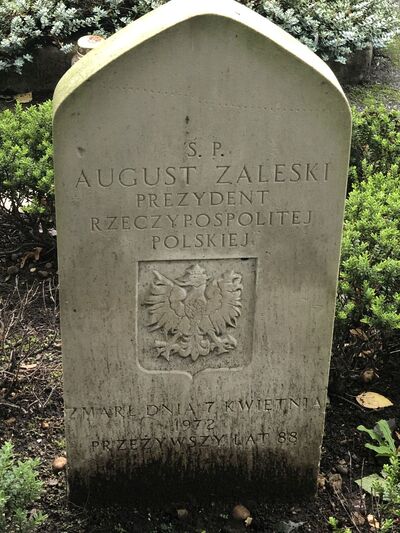 Ś. P.
AUGUST ZALESKI
PREZYDENT
RZECZYPOSPOLITEJ
POLSKIEJ
ZMARŁ DNIA 7 KWIETNIA
1972
PRZEŻYWSZY LAT 88